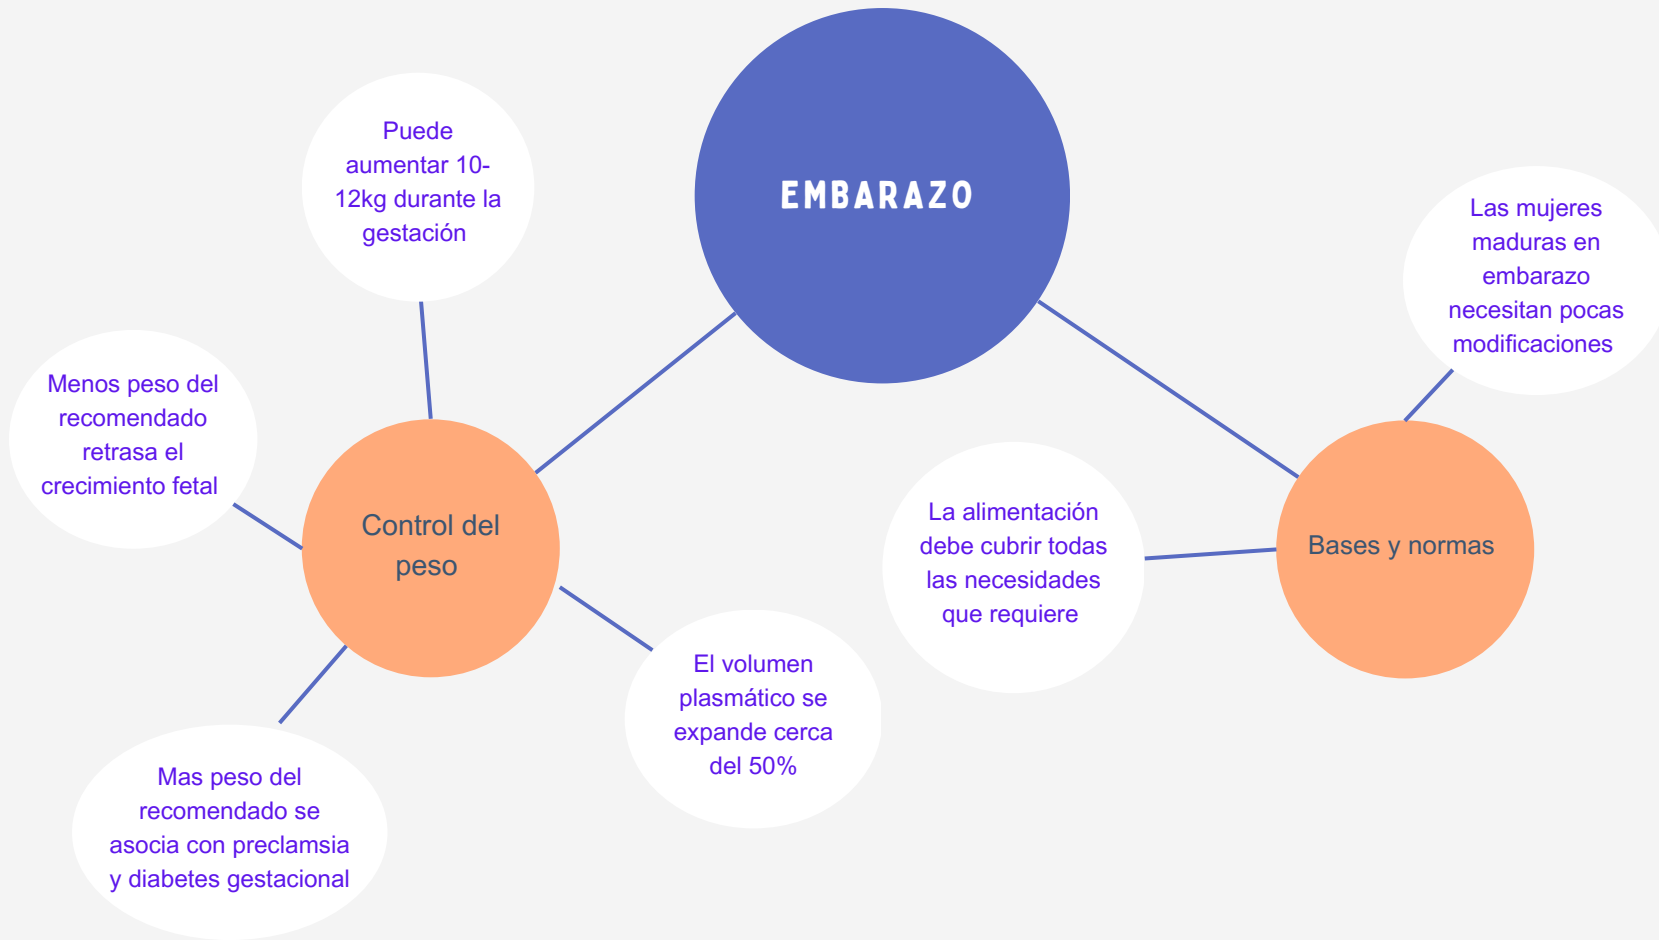 EMBARAZO
Puede
aumentar 10-
12kg durante la
gestación
Menos peso del
recomendado
retrasa el
crecimiento fetal
Control del
peso
Mas peso del
recomendado se
asocia con preclamsia
y diabetes gestacional
El volumen
plasmático se
expande cerca
del 50%
Las mujeres
maduras en
embarazo
necesitan pocas
modificaciones
La alimentación
debe cubrir todas
las necesidades
que requiere
Bases y normas